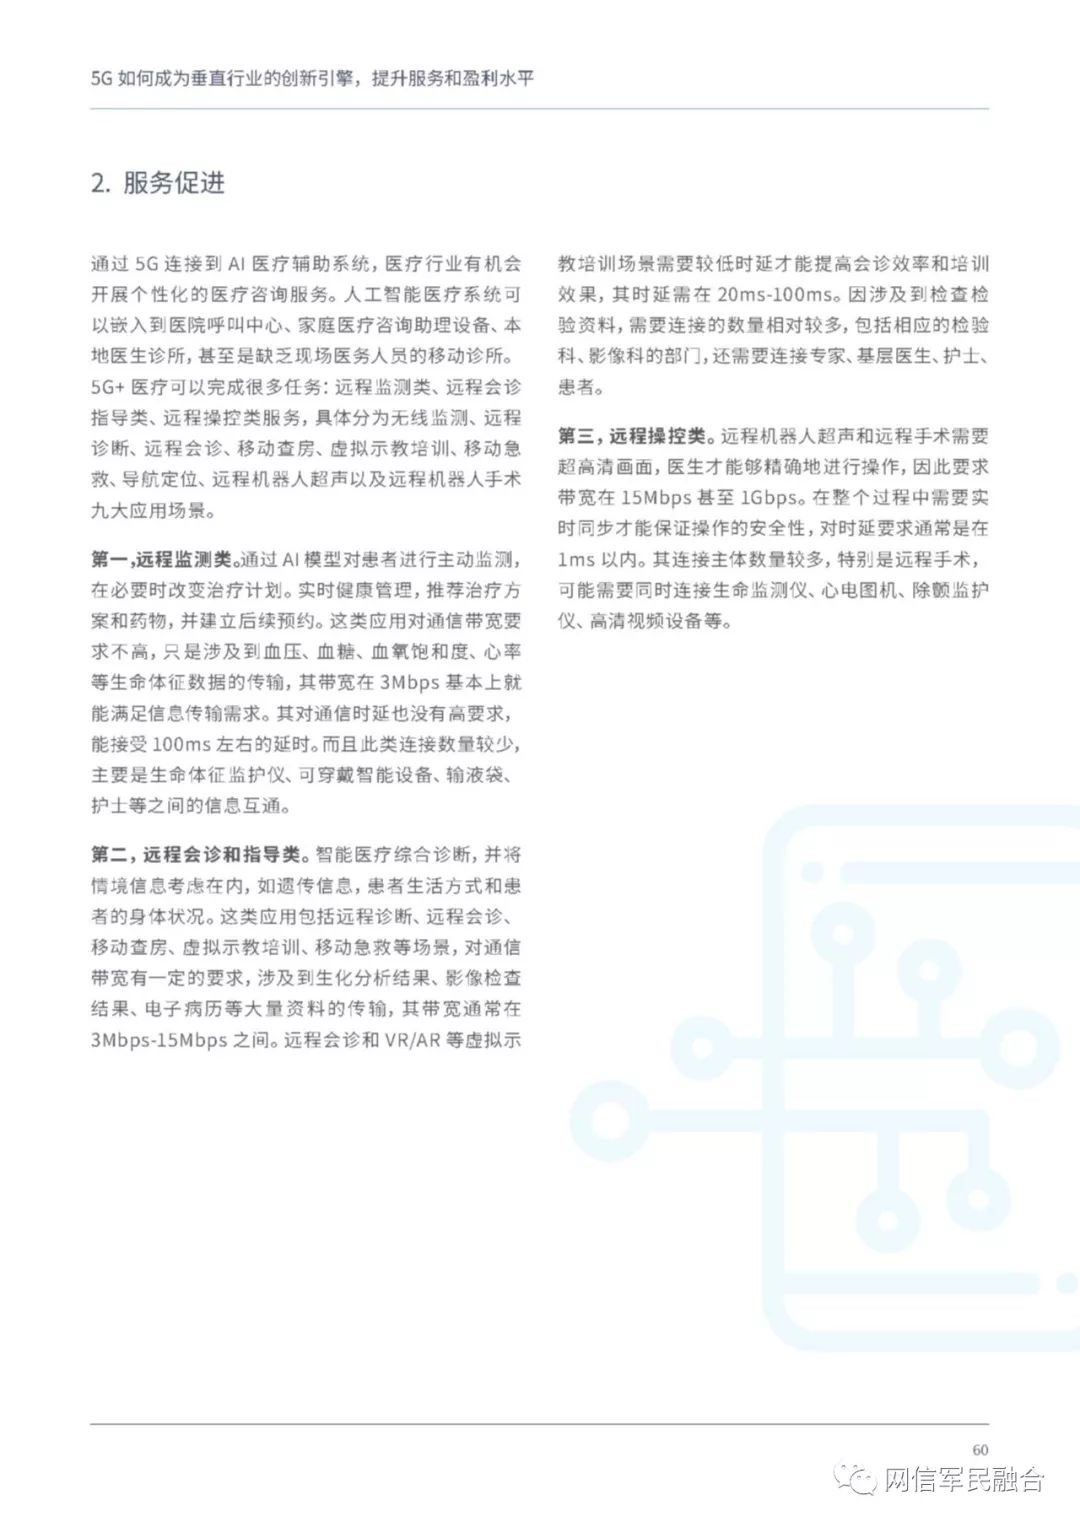 5G 如何成为垂直行业的创新引擎，提升服务和盈利水平
2. 服务促进
通过 5G 连接到 AI 医疗辅助系统，医疗行业有机会
开展个性化的医疗咨询服务。人工智能医疗系统可
以嵌入到医院呼叫中心、家庭医疗咨询助理设备、本
地医生诊所，甚至是缺乏现场医务人员的移动诊所。
5G+ 医疗可以完成很多任务：远程监测类、远程会诊
指导类、远程操控类服务，具体分为无线监测、远程
诊断、远程会诊、移动查房、虚拟示教培训、移动急
救、导航定位、远程机器人超声以及远程机器人手术
九大应用场景。
第一,远程监测类。通过 AI 模型对患者进行主动监测，
在必要时改变治疗计划。实时健康管理，推荐治疗方
案和药物，并建立后续预约。这类应用对通信带宽要
求不高，只是涉及到血压、血糖、血氧饱和度、心率
等生命体征数据的传输，其带宽在 3Mbps 基本上就
能满足信息传输需求。其对通信时延也没有高要求，
能接受 100ms 左右的延时。而且此类连接数量较少，
主要是生命体征监护仪、可穿戴智能设备、输液袋、
护士等之间的信息互通。
第二，远程会诊和指导类。智能医疗综合诊断，并将
情境信息考虑在内，如遗传信息，患者生活方式和患
者的身体状况。这类应用包括远程诊断、远程会诊、
移动查房、虚拟示教培训、移动急救等场景，对通信
带宽有一定的要求，涉及到生化分析结果、影像检查
结果、电子病历等大量资料的传输，其带宽通常在
3Mbps-15Mbps 之间。远程会诊和 VR/AR 等虚拟示
教培训场景需要较低时延才能提高会诊效率和培训
效果，其时延需在 20ms-100ms。因涉及到检查检
验资料，需要连接的数量相对较多，包括相应的检验
科、影像科的部门，还需要连接专家、基层医生、护士、
患者。
第三，远程操控类。远程机器人超声和远程手术需要
超高清画面，医生才能够精确地进行操作，因此要求
带宽在 15Mbps 甚至 1Gbps。在整个过程中需要实
时同步才能保证操作的安全性，对时延要求通常是在
1ms 以内。其连接主体数量较多，特别是远程手术，
可能需要同时连接生命监测仪、心电图机、除颤监护
仪、高清视频设备等。
60
网信军民融合